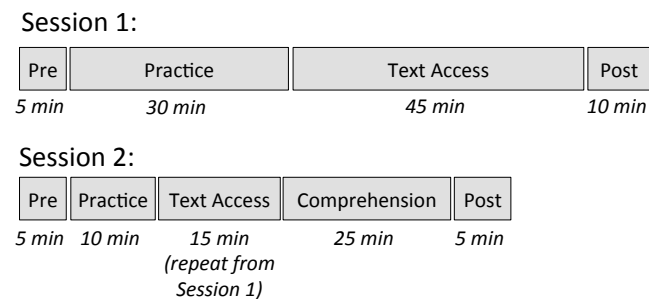 Session 1:
Pre Practice Text Access Post
5 min 30 min 45 min 10 min
Session 2:
Pre Practice Text Access Comprehension Post
5 min 10 min 15 min 25 min 5 min
(repeat from
Session 1)